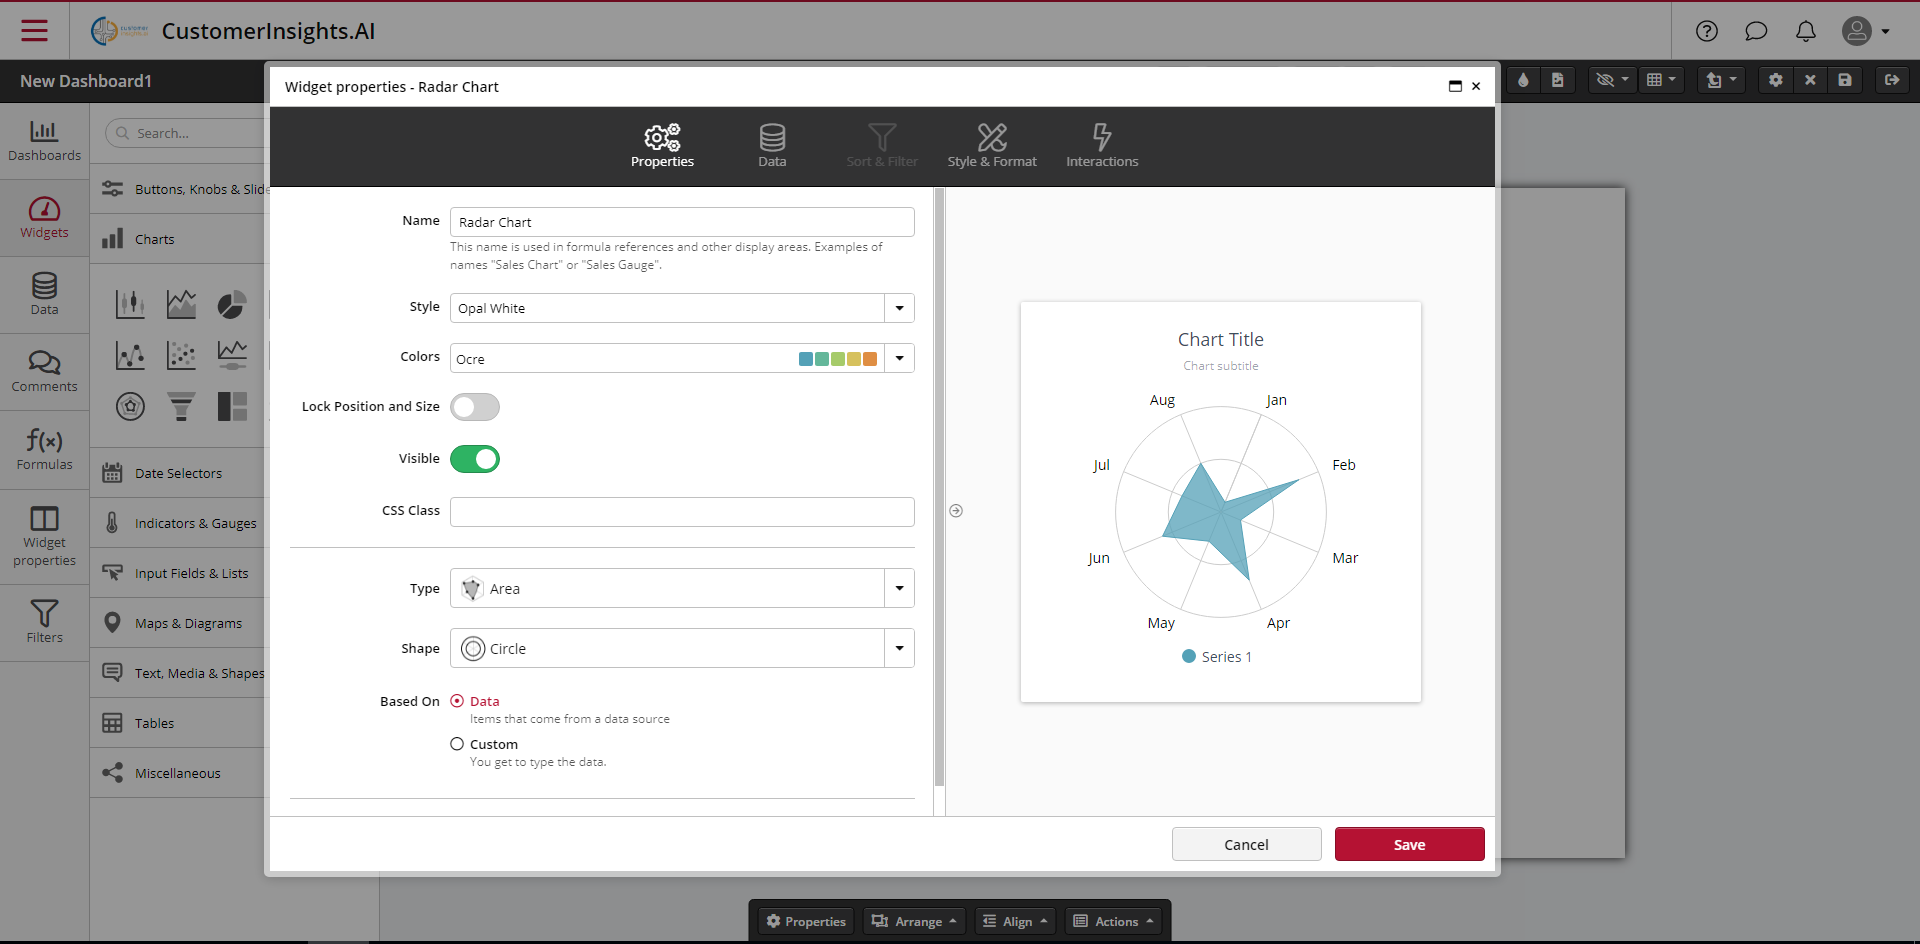 CustomerInsights.AI
New Dashboard1
Widget properties - Radar Chart
Properties
Data
Sort & Filter
Style & Format
Interactions
Dashboards
Widgets
Data
Comments
Formulas
Widget
properties
Filters
Search...
Buttons, Knobs & Slide
Charts
Date Selectors
Indicators & Gauges
Input Fields & Lists
Maps & Diagrams
Text, Media & Shapes
Tables
Miscellaneous
Name
Radar Chart
This name is used in formula references and other display areas. Examples of
names "Sales Chart" or "Sales Gauge".
Style
Opal White
Colors
Ocre
Lock Position and Size
Visible
CSS Class
Type
Area
Shape
Circle
Based On
Data
Items that come from a data source
Custom
You get to type the data.
Chart Title
Chart subtitle
Aug
Jan
Jul
Feb
Jun
Mar
May
Apr
Series 1
Cancel
Save
Properties
Arrange
Align
Actions